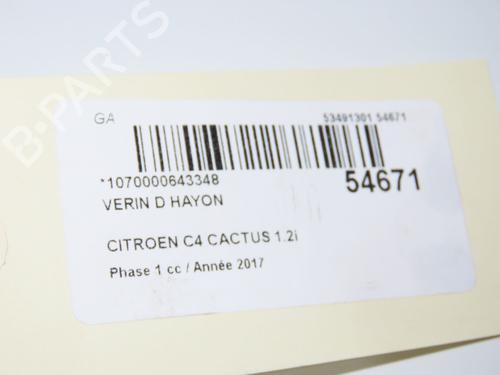 B-PARTS
GA
53491301 54671
*1070000643348
54671
VERIN D HAYON
CITROEN C4 CACTUS 1.2i
Phase 1 cc / Année 2017